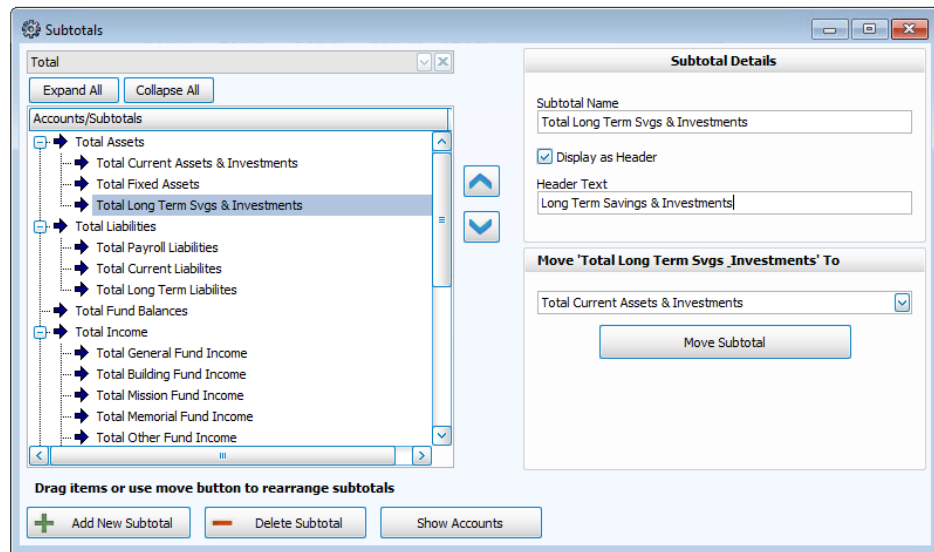 Subtotals
Total
Expand All
Collapse All
Accounts/Subtotals
Total Assets
Total Current Assets & Investments
Total Fixed Assets
Total Long Term Svgs & Investments
Total Liabilities
Total Payroll Liabilities
Total Current Liabilites
Total Long Term Liabilites
Total Fund Balances
Total Income
Total General Fund Income
Total Building Fund Income
Total Mission Fund Income
Total Memorial Fund Income
Total Other Fund Income
Drag items or use move button to rearrange subtotals
Add New Subtotal
Delete Subtotal
Show Accounts
Subtotal Details
Subtotal Name
Total Long Term Svgs & Investments
Display as Header
Header Text
Long Term Savings & Investments
Move 'Total Long Term Svgs _Investments' To
Total Current Assets & Investments
Move Subtotal